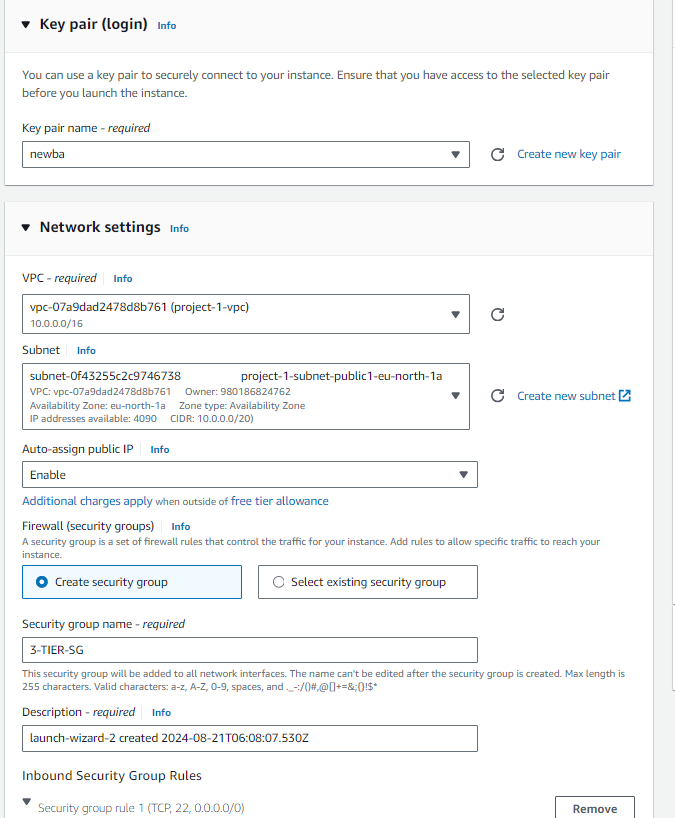 Key pair (login) Info
You can use a key pair to securely connect to your instance. Ensure that you have access to the selected key pair
before you launch the instance.
Key pair name - required
newba
Create new key pair
Network settings Info
VPC - required Info
vpc-07a9dad2478d8b761 (project-1-vpc)
10.0.0.0/16
Subnet Info
subnet-0f43255c2c9746738 project-1-subnet-public1-eu-north-1a
VPC: vpc-07a9dad2478d8b761 Owner: 980186824762
Availability Zone: eu-north-1a Zone type: Availability Zone
IP addresses available: 4090 CIDR: 10.0.0.0/20)
Create new subnet
Auto-assign public IP Info
Enable
Additional charges apply when outside of free tier allowance
Firewall (security groups) Info
A security group is a set of firewall rules that control the traffic for your instance. Add rules to allow specific traffic to reach your
instance.
Create security group
Select existing security group
Security group name - required
3-TIER-SG
This security group will be added to all network interfaces. The name can't be edited after the security group is created. Max length is
255 characters. Valid characters: a-z, A-Z, 0-9, spaces, and ._-:/()#,@[]+=&;{}!$*
Description - required Info
launch-wizard-2 created 2024-08-21T06:08:07.530Z
Inbound Security Group Rules
Security group rule 1 (TCP, 22, 0.0.0.0/0)
Remove